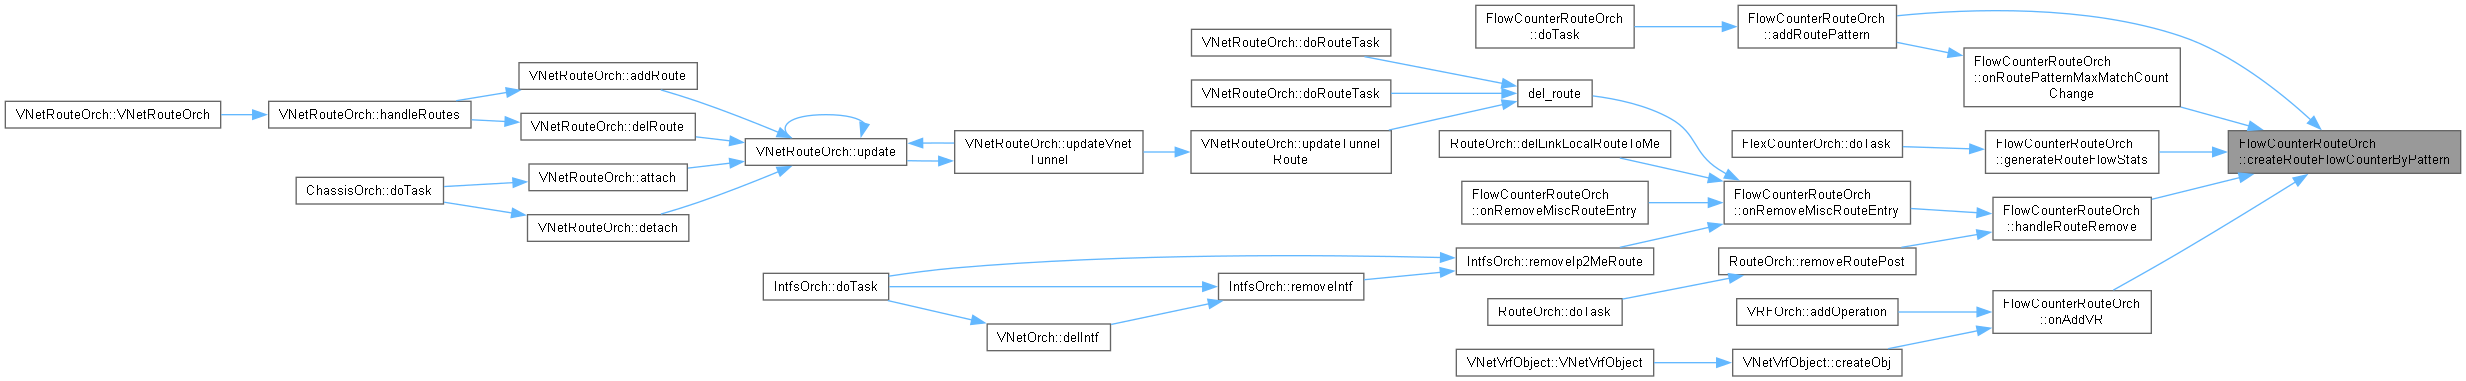 VNetRouteOrch::VNetRouteOrch
VNetRouteOrch::handleRoutes
VNetRouteOrch::addRoute
VNetRouteOrch::delRoute
ChassisOrch::doTask
VNetRouteOrch::attach
VNetRouteOrch::detach
VNetRouteOrch::update
VNetRouteOrch::updateVnet
Tunnel
VNetRouteOrch::doRouteTask
VNetRouteOrch::doRouteTask
VNetRouteOrch::updateTunnel
Route
del_route
FlowCounterRouteOrch
::doTask
FlowCounterRouteOrch
::addRoutePattern
FlowCounterRouteOrch
::onRoutePatternMaxMatchCount
Change
FlexCounterOrch::doTask
FlowCounterRouteOrch
::generateRouteFlowStats
FlowCounterRouteOrch
::createRouteFlowCounterByPattern
RouteOrch::delLinkLocalRouteToMe
FlowCounterRouteOrch
::onRemoveMiscRouteEntry
FlowCounterRouteOrch
::onRemoveMiscRouteEntry
FlowCounterRouteOrch
::handleRouteRemove
IntfsOrch::removeIp2MeRoute
RouteOrch::removeRoutePost
IntfsOrch::doTask
IntfsOrch::removeIntf
VNetOrch::delIntf
RouteOrch::doTask
VRFOrch::addOperation
FlowCounterRouteOrch
::onAddVR
VNetVrfObject::VNetVrfObject
VNetVrfObject::createObj